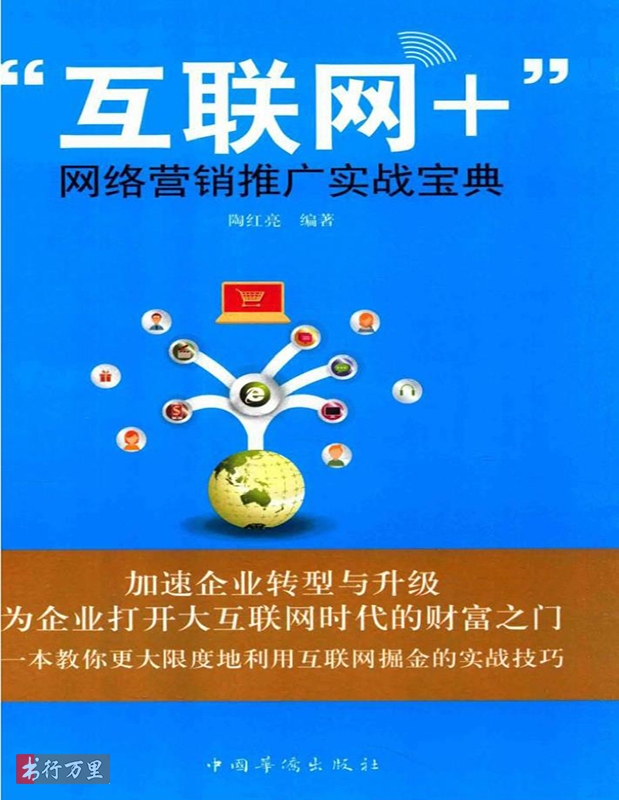 “互联网+”
网络营销推广实战宝典
陶红亮 编著
加速企业转型与升级
为企业打开大互联网时代的财富之门
一本教你更大限度地利用互联网掘金的实战技巧
书行万里
中国华侨出版社